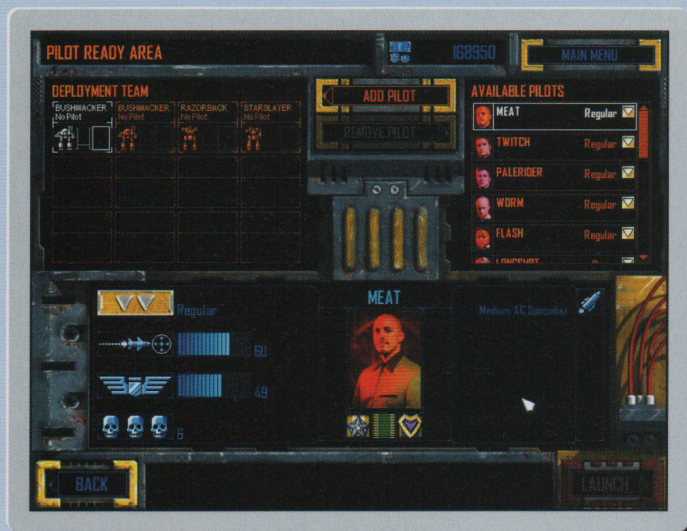 PILOT READY AREA
168950
MAIN MENU
DEPLOYMENT TEAM
BUSHWACKER
No Pilot
BUSHWACKER
No Pilot
RAZORBACK
No Pilot
STARSLAYER
No Pilot
ADD PILOT
REMOVE PILOT
AVAILABLE PILOTS
MEAT Regular
TWITCH Regular
PALERIDER Regular
WORM Regular
FLASH Regular
LONGSHOT
Regular
60
49
6
MEAT
Medium AC Specialist
BACK
LAUNCH